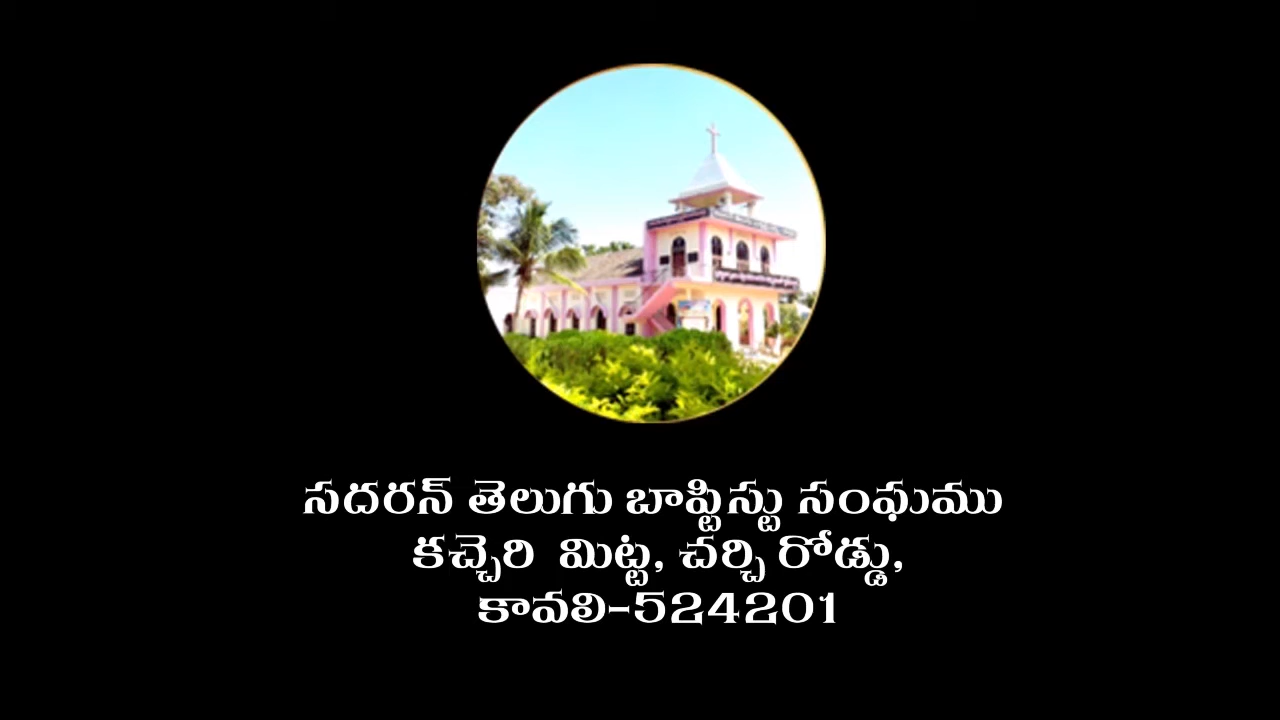 సదరన్ తెలుగు బాప్టిస్టు సంఘము
కచ్చెరి మిట్ట, చర్చి రోడ్డు,
కావలి-524201